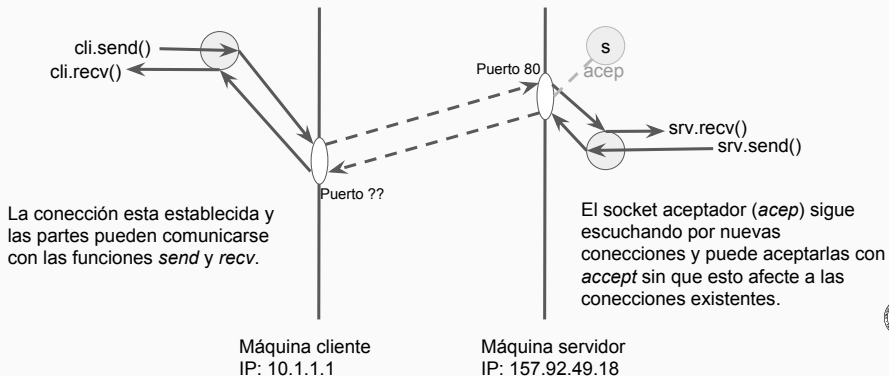 cli.send()
cli.recv()
s
acep
Puerto 80
srv.recv()
srv.send()
Puerto ??
La conección esta establecida y
las partes pueden comunicarse
con las funciones send y recv.
El socket aceptador (acep) sigue
escuchando por nuevas
conecciones y puede aceptarlas con
accept sin que esto afecte a las
conecciones existentes.
Máquina cliente
IP: 10.1.1.1
Máquina servidor
IP: 157.92.49.18